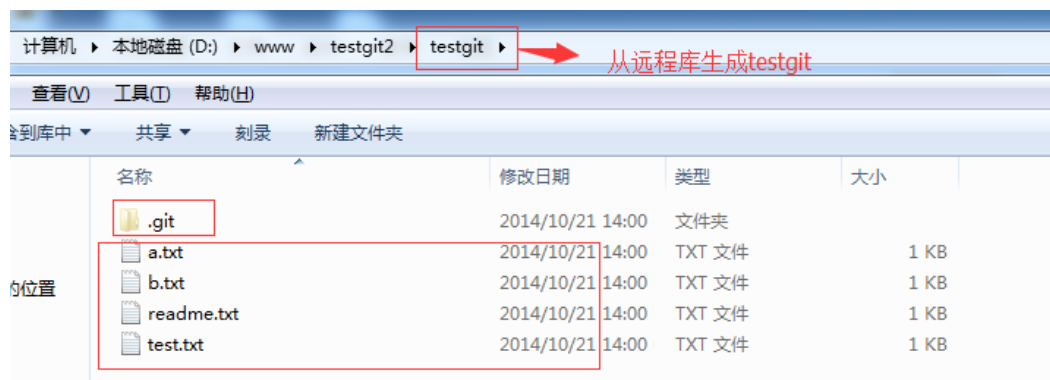 计算机 ▶ 本地磁盘 (D:) ▶ www ▶ testgit2 ▶ testgit ▶
从远程库生成testgit
查看(V) 工具(T) 帮助(H)
含到库中 ▼ 共享 ▼ 刻录 新建文件夹
名称 修改日期 类型 大小
.git 2014/10/21 14:00 文件夹
a.txt 2014/10/21 14:00 TXT 文件 1 KB
b.txt 2014/10/21 14:00 TXT 文件 1 KB
的位置
readme.txt 2014/10/21 14:00 TXT 文件 1 KB
test.txt 2014/10/21 14:00 TXT 文件 1 KB